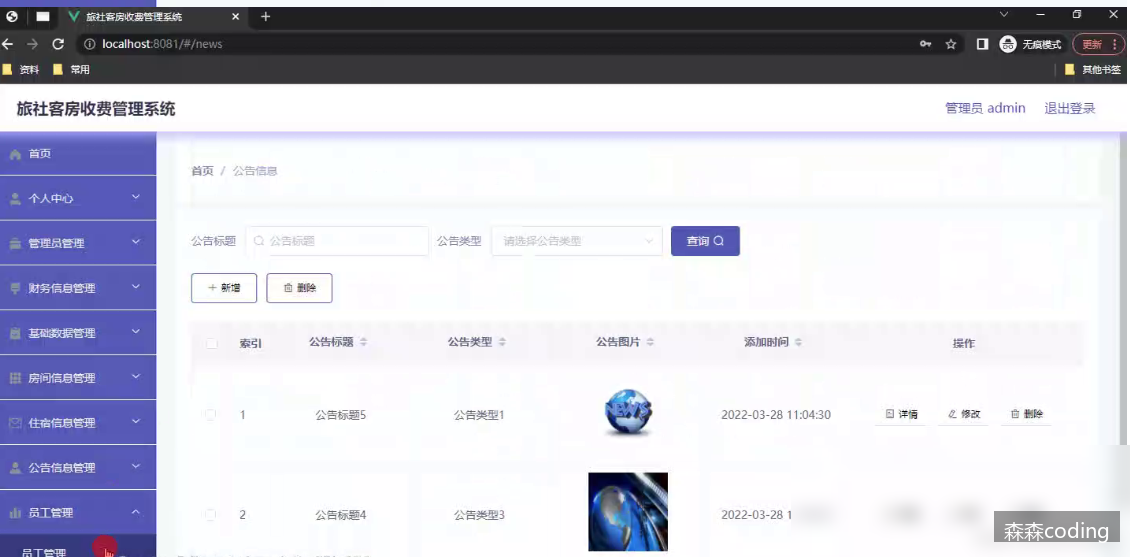 旅社客房收费管理系统
localhost:8081/#/news
无痕模式
更新
资料
常用
其他书签
旅社客房收费管理系统
管理员 admin
退出登录
首页
个人中心
管理员管理
财务信息管理
基础数据管理
房间信息管理
住宿信息管理
公告信息管理
员工管理
员工管理
首页 / 公告信息
公告标题 公告标题 公告类型 请选择公告类型 查询
新增 删除
索引 公告标题 公告类型 公告图片 添加时间 操作
1 公告标题5 公告类型1 NEWS 2022-03-28 11:04:30 详情 修改 删除
2 公告标题4 公告类型3 2022-03-28 1
森森coding